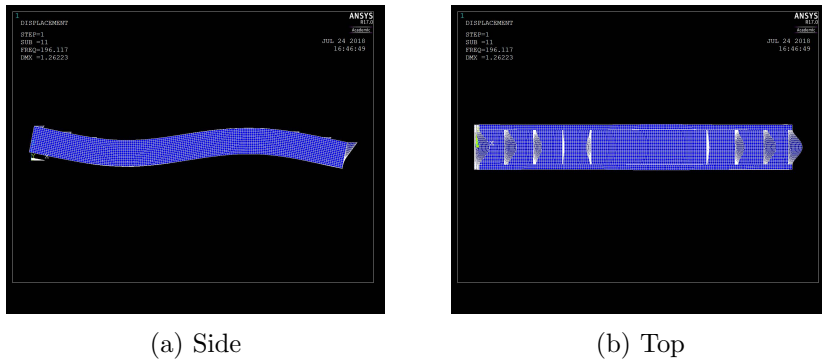 1
DISPLACEMENT
STEP=1
SUB =11
FREQ=196.117
DMX =1.26223
ANSYS
R17.0
Academic
JUL 24 2018
16:46:49
1
DISPLACEMENT
STEP=1
SUB =11
FREQ=196.117
DMX =1.26223
ANSYS
R17.0
Academic
JUL 24 2018
16:46:49
(a) Side
(b) Top